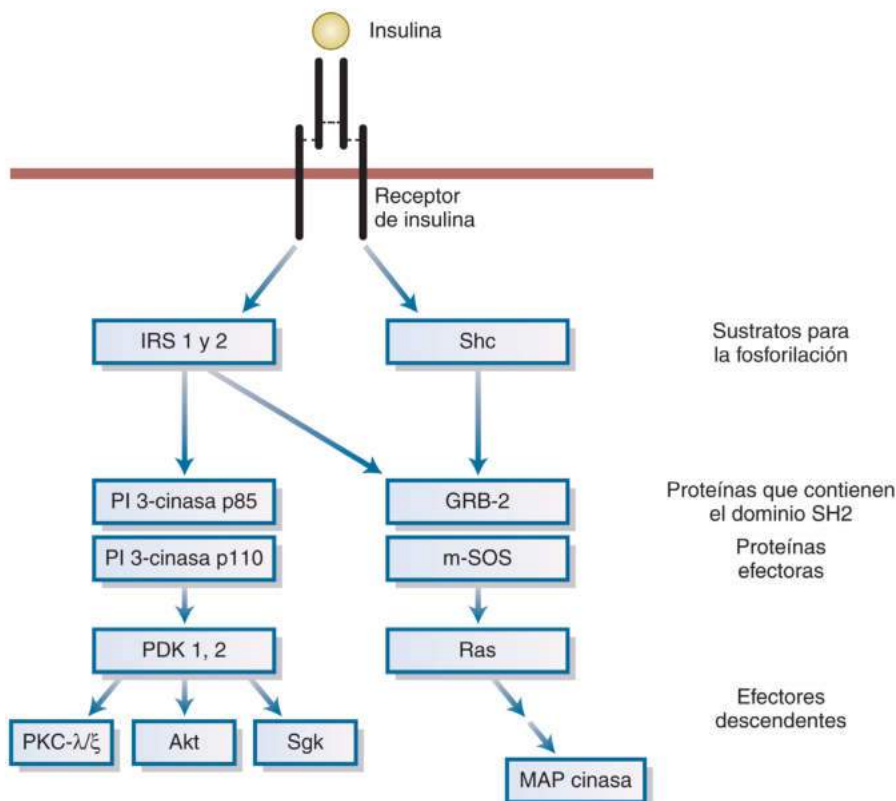 Insulina
Receptor
de insulina
IRS 1 y 2
Shc
Sustratos para
la fosforilación
PI 3-cinasa p85
GRB-2
Proteínas que contienen
el dominio SH2
PI 3-cinasa p110
m-SOS
Proteínas
efectoras
PDK 1, 2
Ras
Efectores
descendentes
PKC-λ/ξ
Akt
Sgk
MAP cinasa